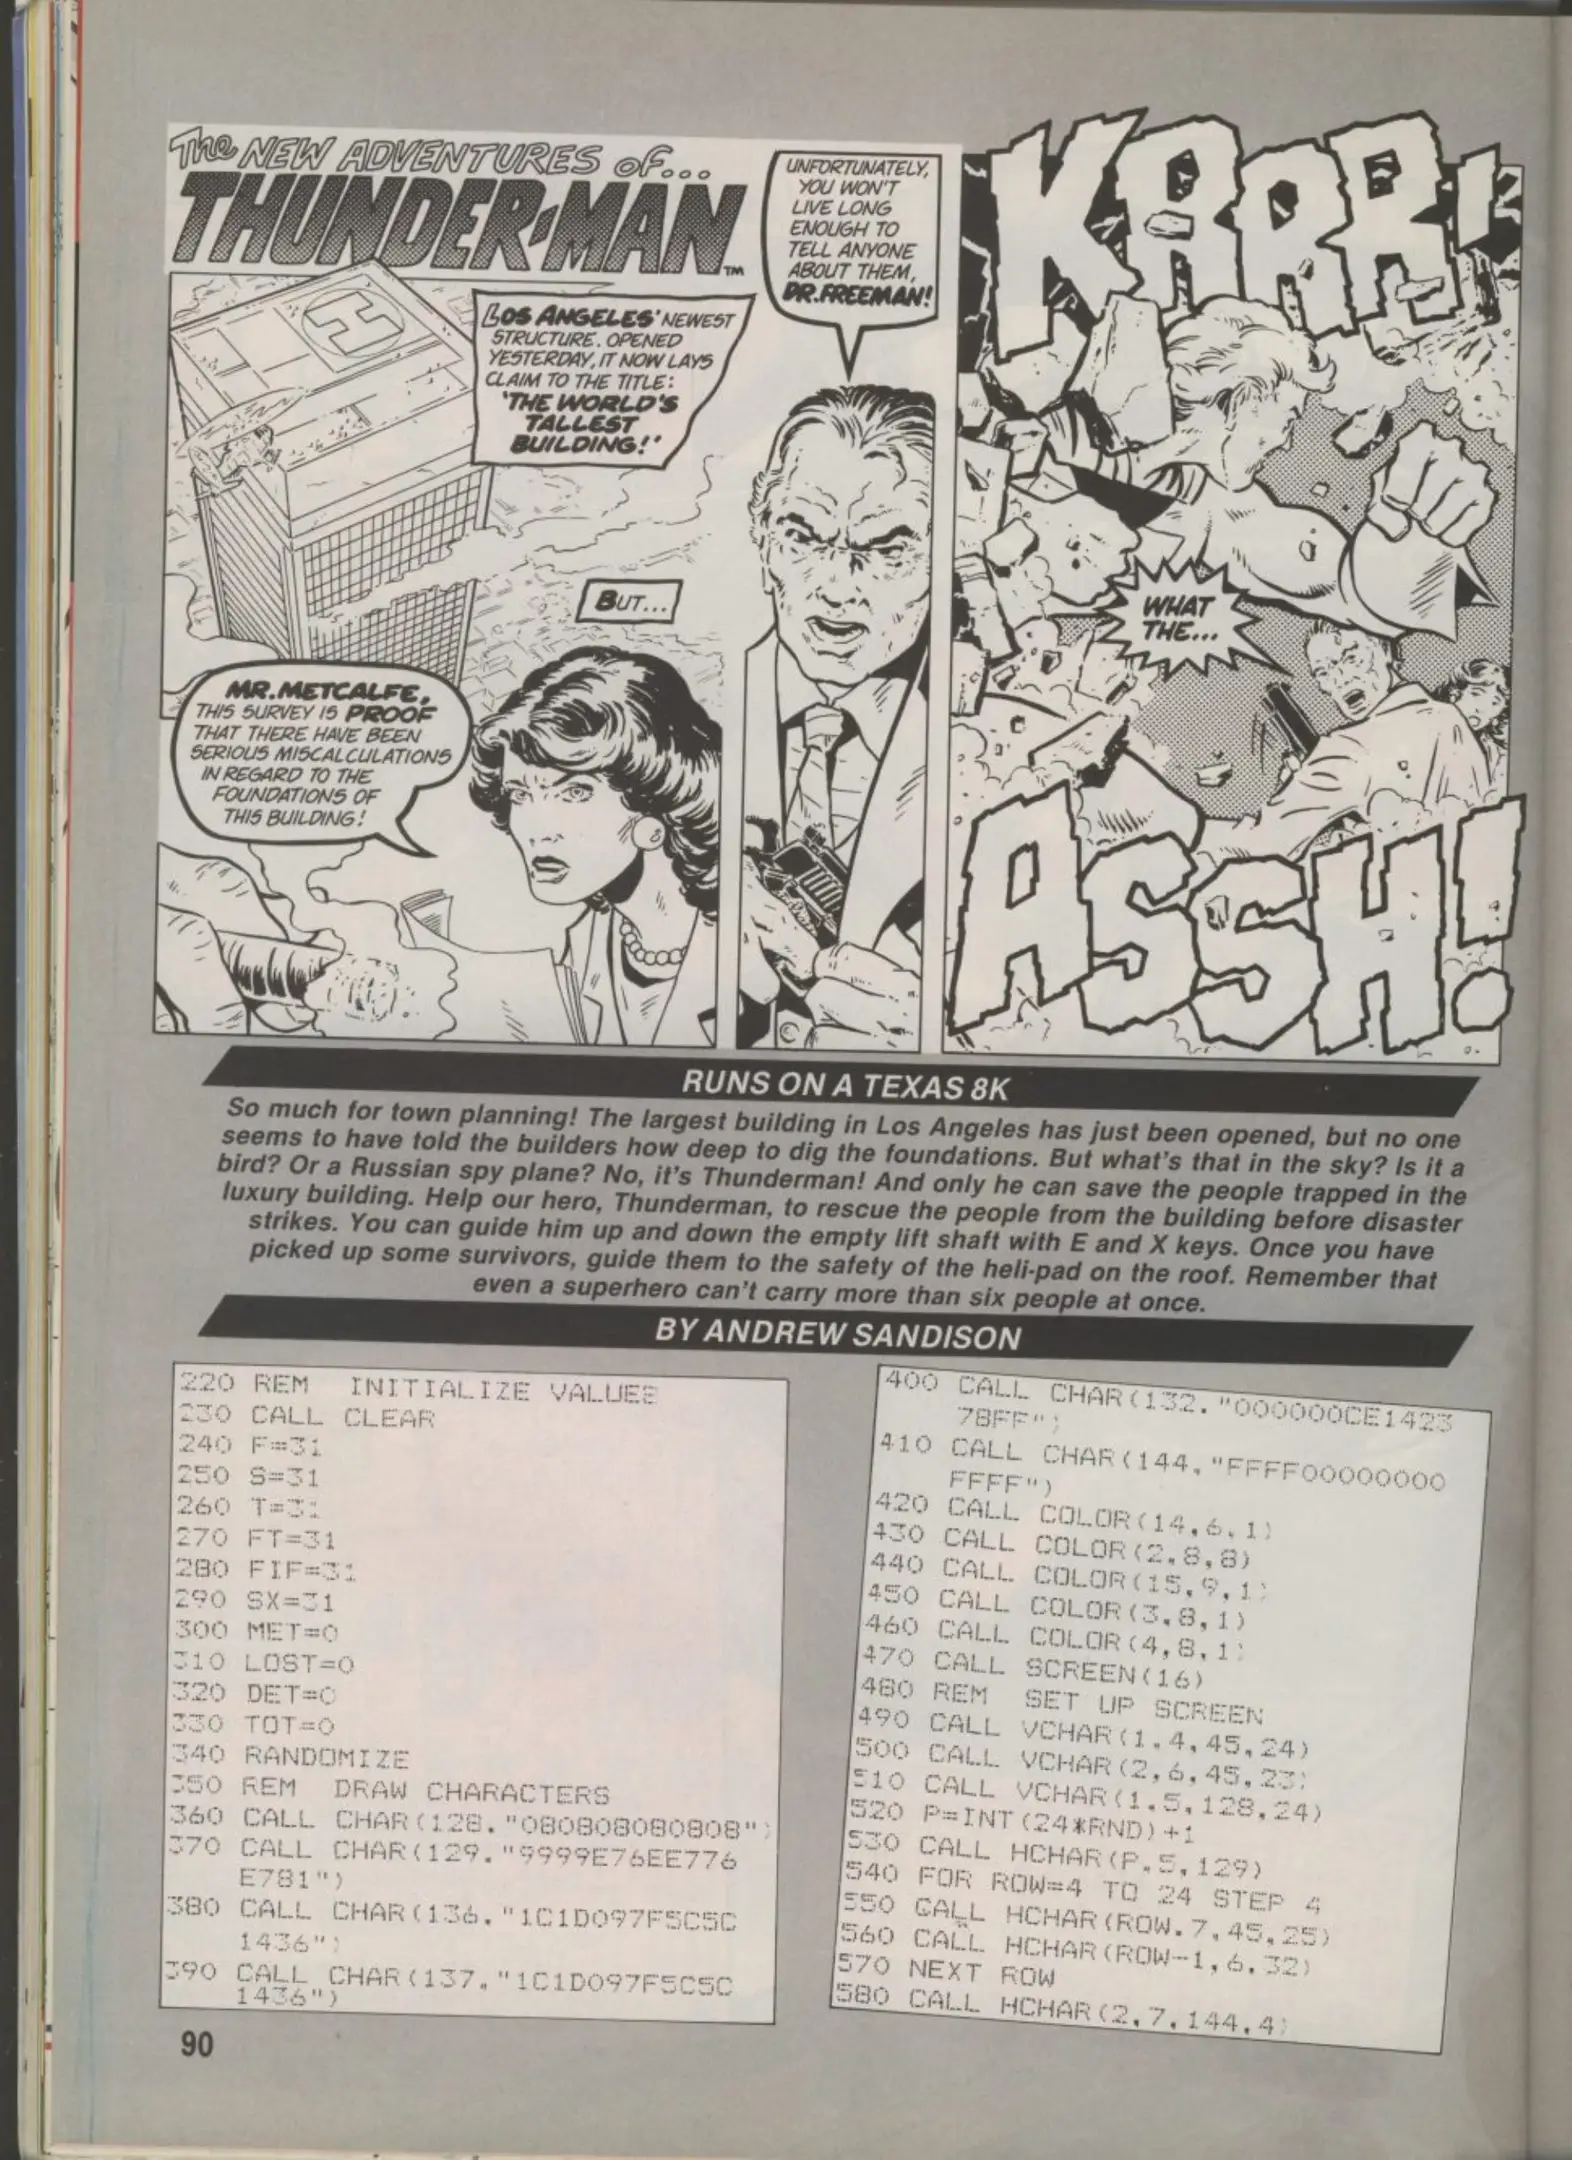 The NEW ADVENTURES of...
THUNDER-MAN™
LOS ANGELES' NEWEST
STRUCTURE. OPENED
YESTERDAY, IT NOW LAYS
CLAIM TO THE TITLE:
'THE WORLD'S
TALLEST
BUILDING!'
H
BUT...
MR. METCALFE,
THIS SURVEY IS PROOF
THAT THERE HAVE BEEN
SERIOUS MISCALCULATIONS
IN REGARD TO THE
FOUNDATIONS OF
THIS BUILDING!
UNFORTUNATELY,
YOU WON'T
LIVE LONG
ENOUGH TO
TELL ANYONE
ABOUT THEM,
DR. FREEMAN!
KRRR!
WHAT
THE...
ASSH!
RUNS ON A TEXAS 8K
So much for town planning! The largest building in Los Angeles has just been opened, but no one
seems to have told the builders how deep to dig the foundations. But what's that in the sky? Is it a
bird? Or a Russian spy plane? No, it's Thunderman! And only he can save the people trapped in the
luxury building. Help our hero, Thunderman, to rescue the people from the building before disaster
strikes. You can guide him up and down the empty lift shaft with E and X keys. Once you have
picked up some survivors, guide them to the safety of the heli-pad on the roof. Remember that
even a superhero can't carry more than six people at once.
BY ANDREW SANDISON
220 REM INITIALIZE VALUES
230 CALL CLEAR
240 F=31
250 S=31
260 T=31
270 FT=31
280 FIF=31
290 SX=31
300 MET=0
310 LOST=0
320 DET=0
330 TOT=0
340 RANDOMIZE
350 REM DRAW CHARACTERS
360 CALL CHAR(128,"080808080808")
370 CALL CHAR(129,"9999E76EE776
E781")
380 CALL CHAR(136,"1C1D097F5C5C
1436")
390 CALL CHAR(137,"1C1D097F5C5C
1436")
400 CALL CHAR(132,"000000CE1423
78FF")
410 CALL CHAR(144,"FFFF00000000
FFFF")
420 CALL COLOR(14,6,1)
430 CALL COLOR(2,8,8)
440 CALL COLOR(15,9,1)
450 CALL COLOR(3,8,1)
460 CALL COLOR(4,8,1)
470 CALL SCREEN(16)
480 REM SET UP SCREEN
490 CALL VCHAR(1,4,45,24)
500 CALL VCHAR(2,6,45,23)
510 CALL VCHAR(1,5,128,24)
520 P=INT(24*RND)+1
530 CALL HCHAR(P,5,129)
540 FOR ROW=4 TO 24 STEP 4
550 CALL HCHAR(ROW,7,45,25)
560 CALL HCHAR(ROW-1,6,32)
570 NEXT ROW
580 CALL HCHAR(2,7,144,4)
90